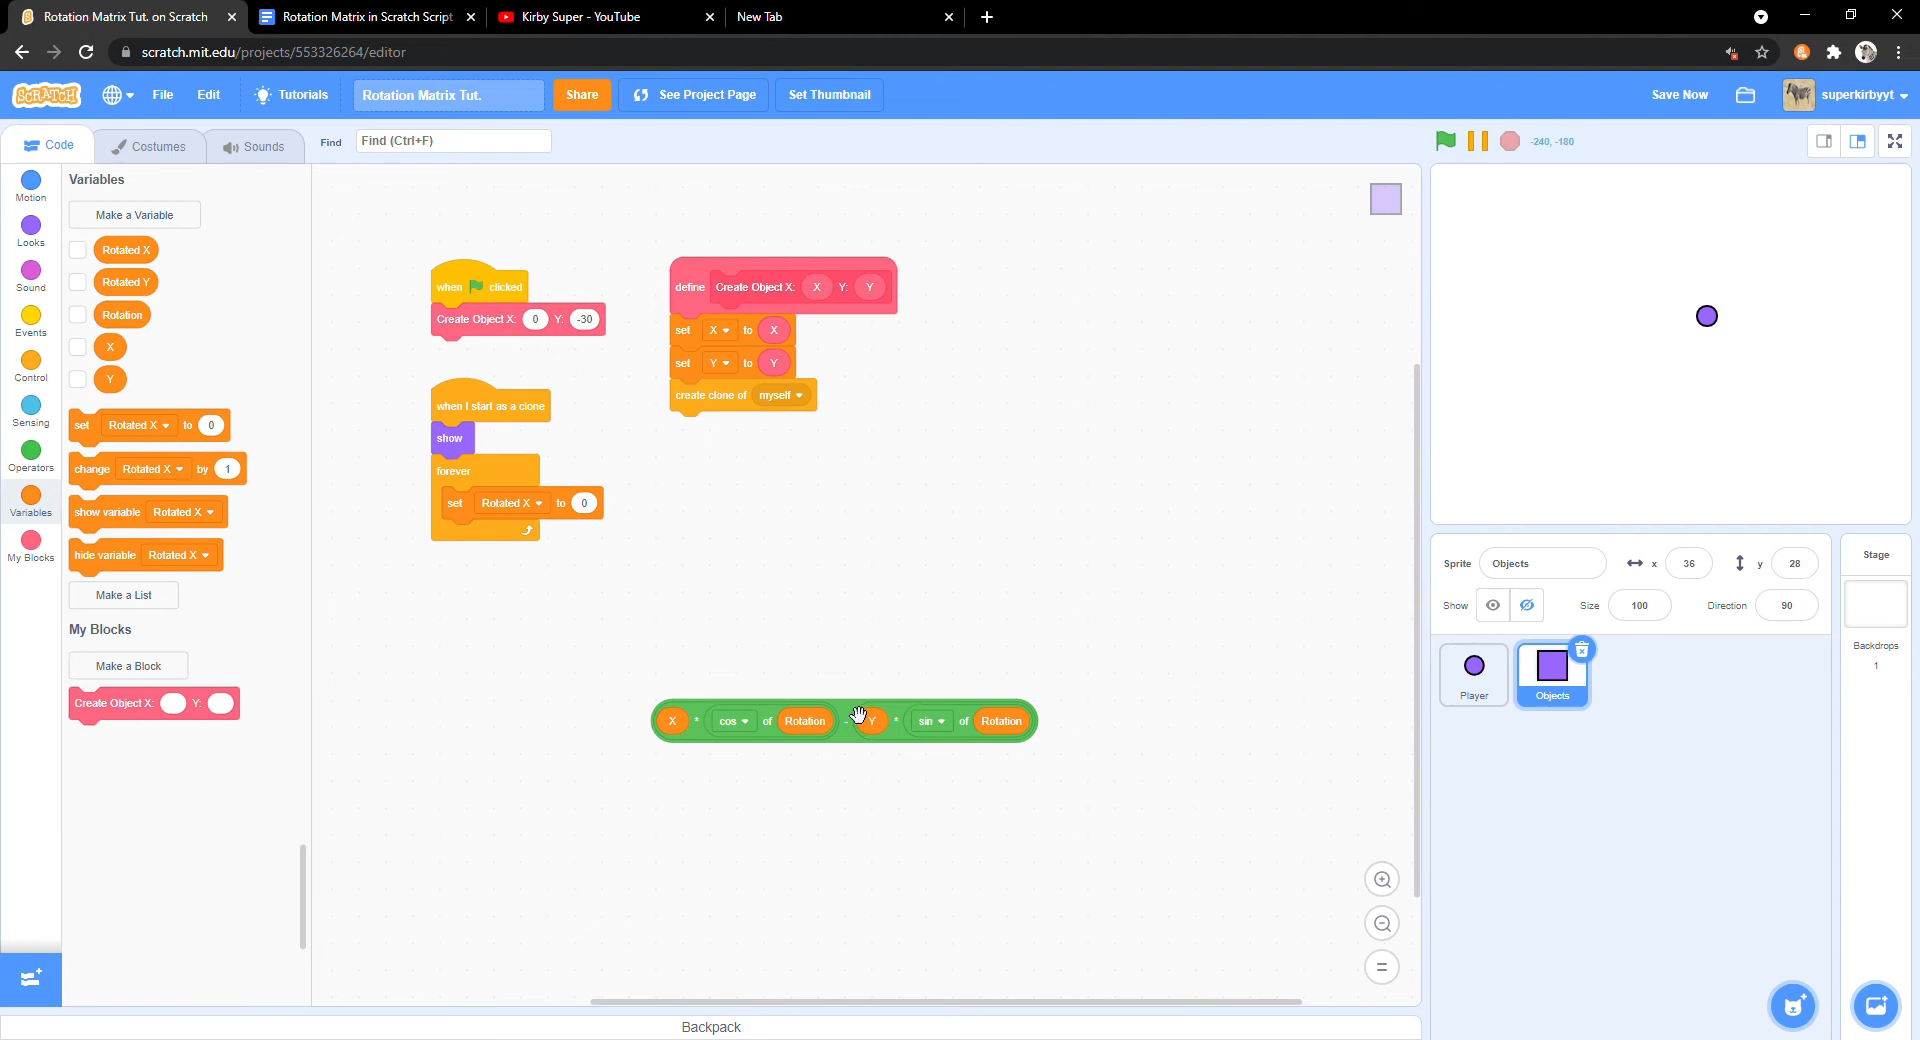 Rotation Matrix Tut. on Scratch
Rotation Matrix in Scratch Script
Kirby Super - YouTube
New Tab
scratch.mit.edu/projects/553326264/editor
SCRATCH
File
Edit
Tutorials
Rotation Matrix Tut.
Share
See Project Page
Set Thumbnail
Save Now
superkirbyyt
Code
Costumes
Sounds
Find
Find (Ctrl+F)
-240, -180
Motion
Looks
Sound
Events
Control
Sensing
Operators
Variables
My Blocks
Variables
Make a Variable
Rotated X
Rotated Y
Rotation
X
Y
set Rotated X to 0
change Rotated X by 1
show variable Rotated X
hide variable Rotated X
Make a List
My Blocks
Make a Block
Create Object X: Y:
when clicked
Create Object X: 0 Y: -30
when I start as a clone
show
forever
set Rotated X to 0
define Create Object X: X Y: Y
set X to X
set Y to Y
create clone of myself
X * cos of Rotation - Y * sin of Rotation
Backpack
Sprite Objects x 36 y 28
Show Size 100 Direction 90
Player
Objects
Stage
Backdrops
1